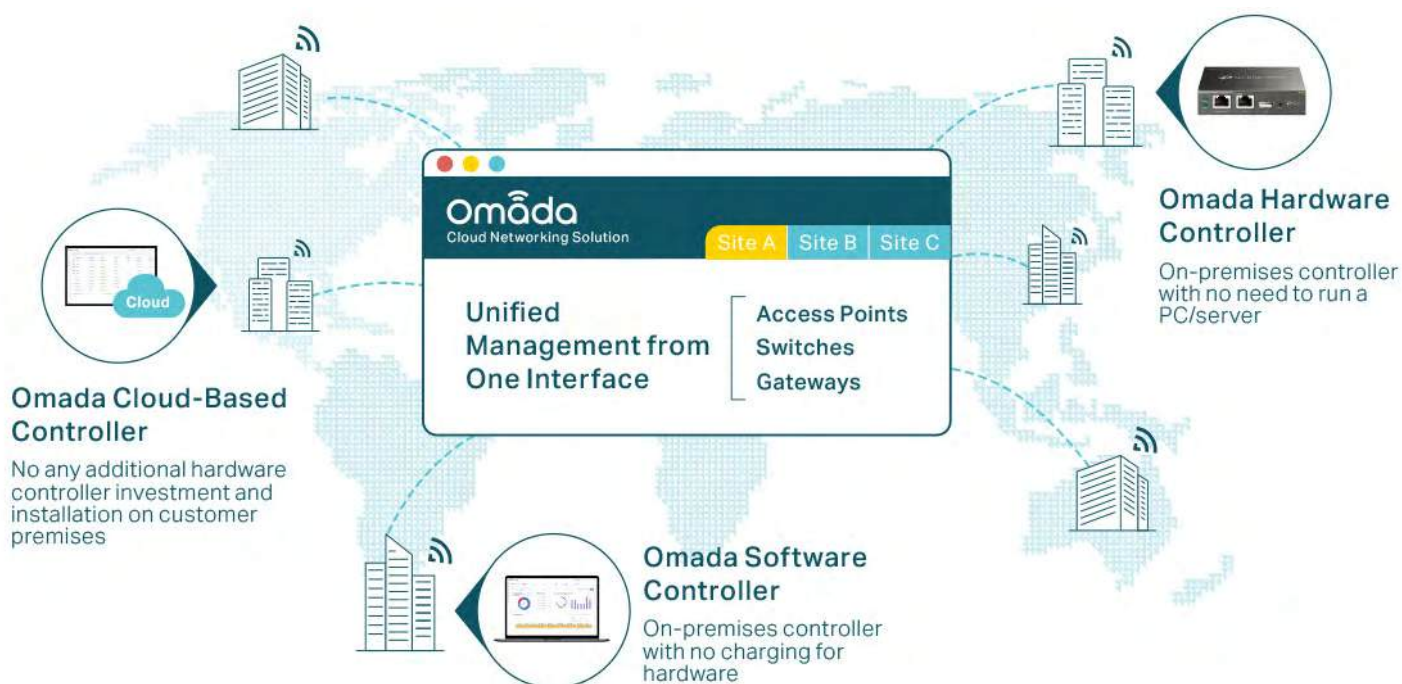 Omada
Cloud Networking Solution
Site A
Site B
Site C
Unified
Management from
One Interface
Access Points
Switches
Gateways
Omada Hardware
Controller
On-premises controller
with no need to run a
PC/server
Cloud
Omada Cloud-Based
Controller
No any additional hardware
controller investment and
installation on customer
premises
Omada Software
Controller
On-premises controller
with no charging for
hardware